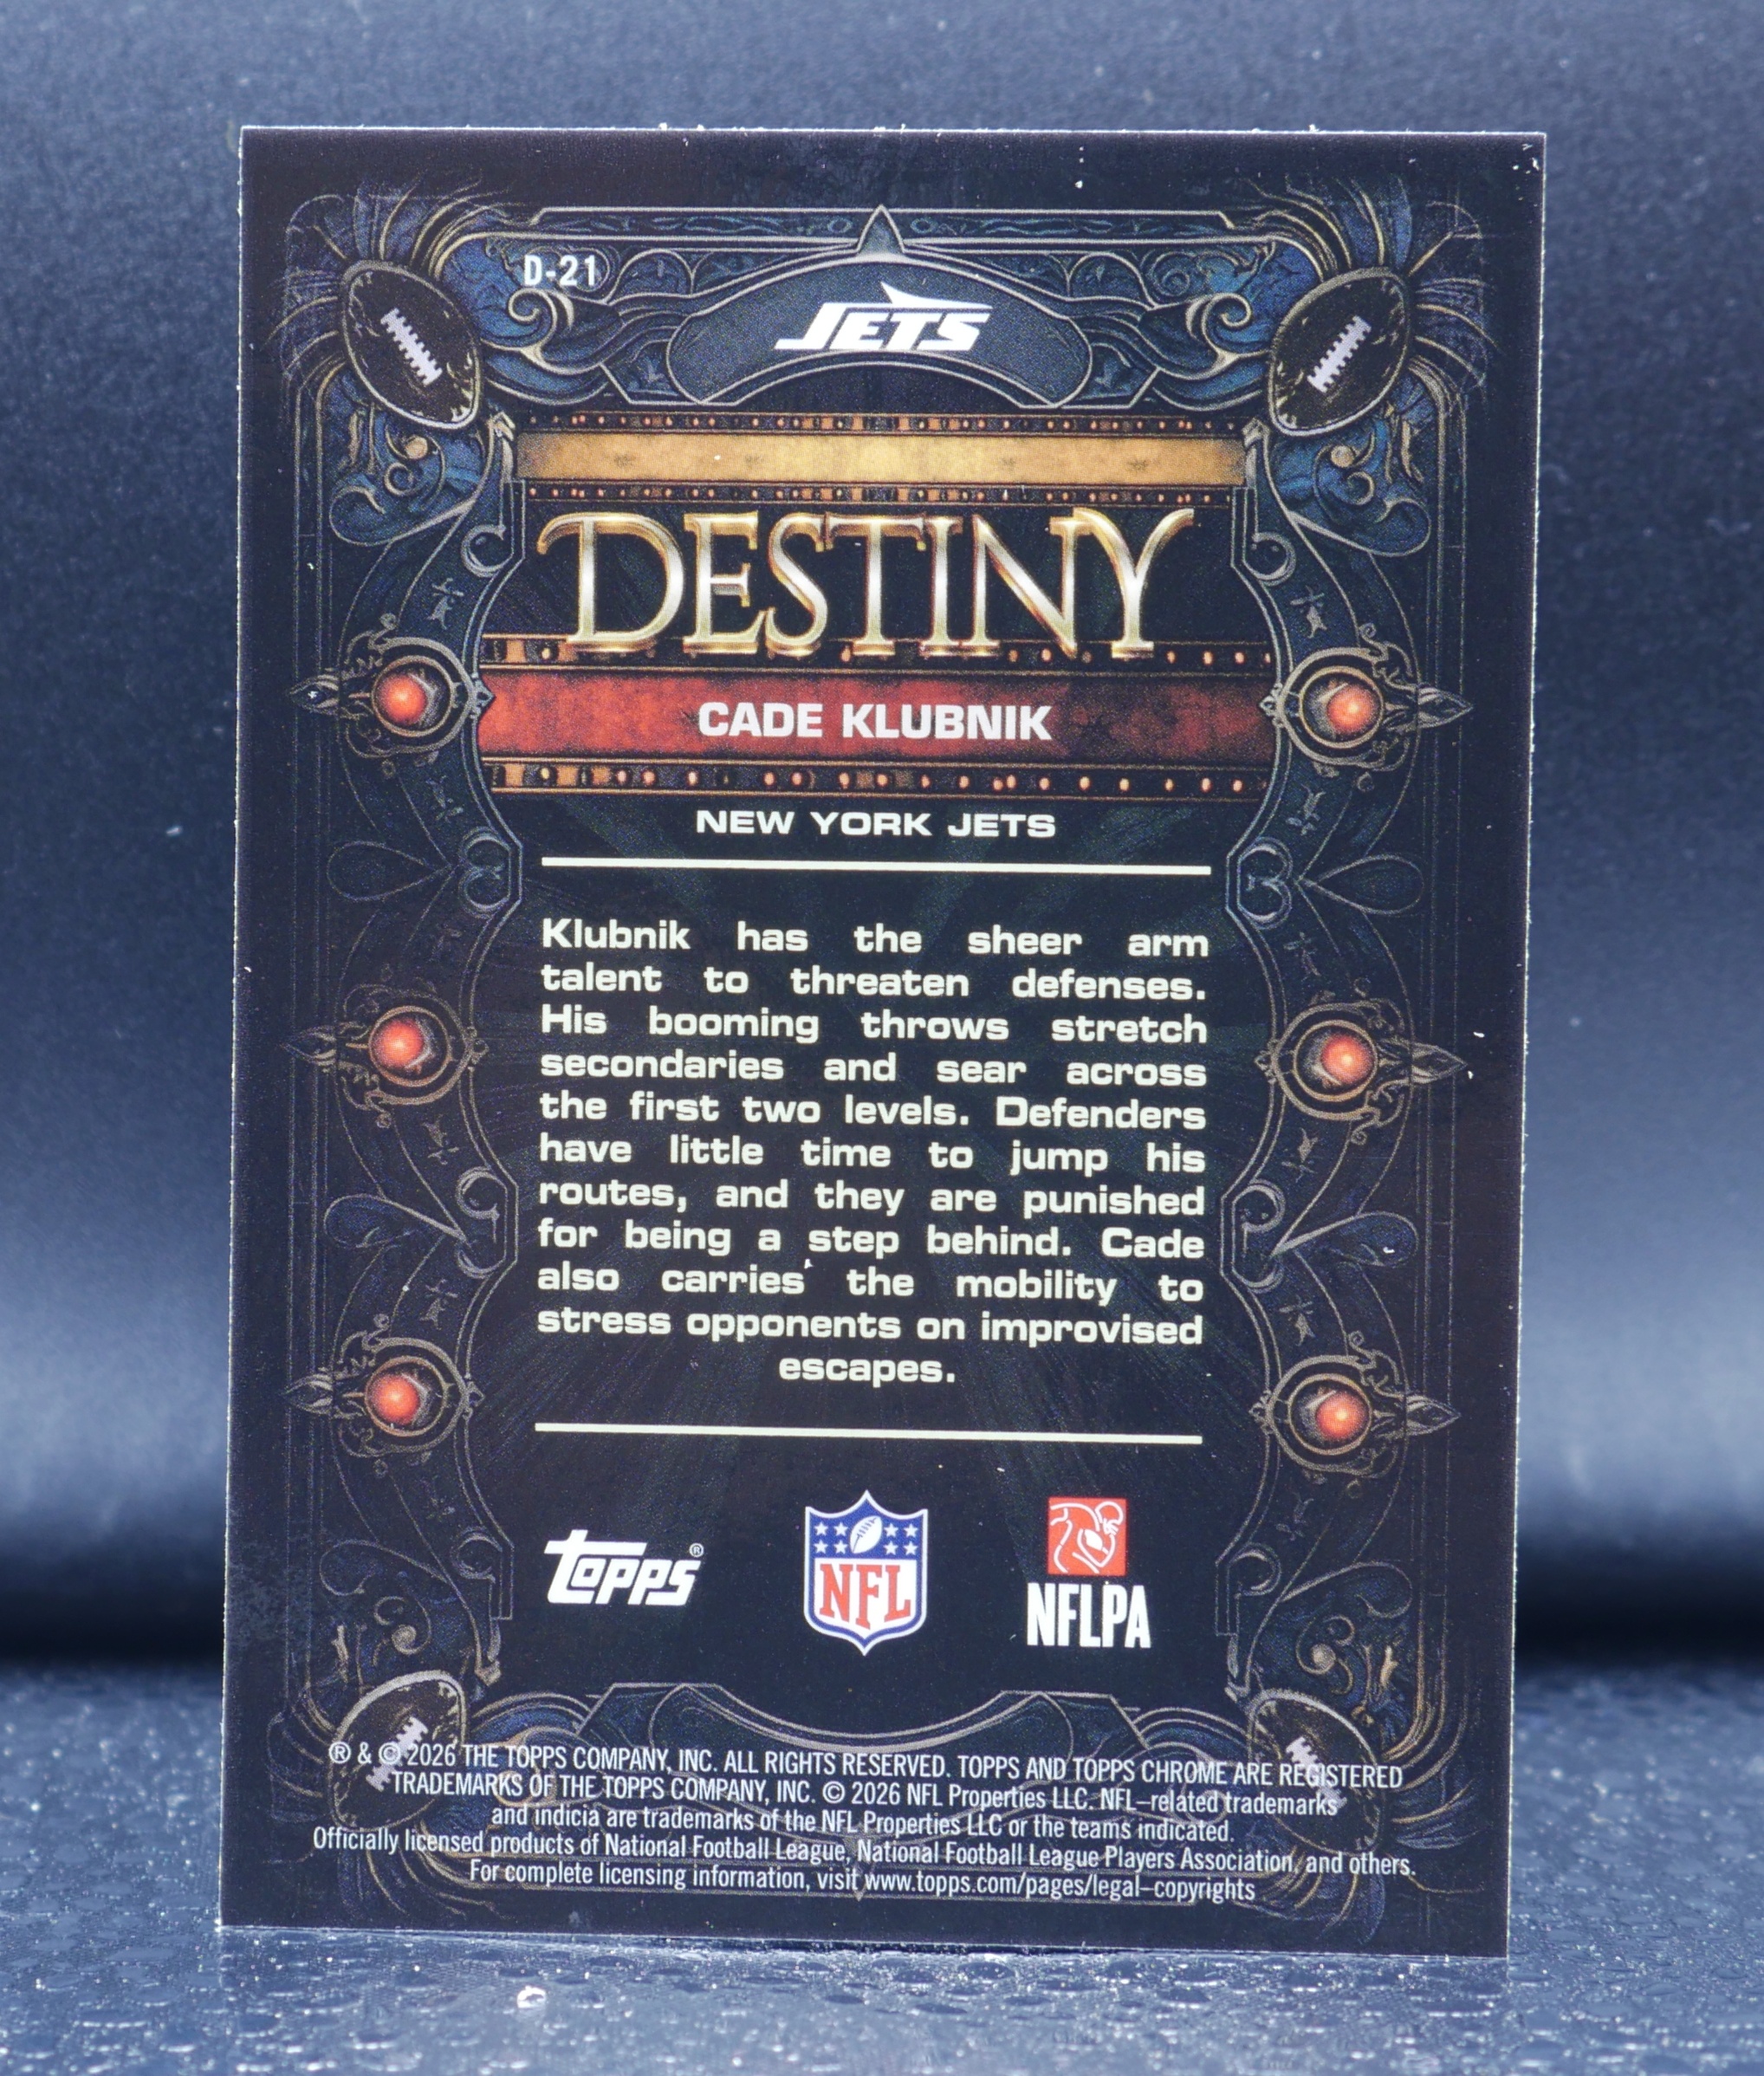 D-21
JETS
DESTINY
CADE KLUBNIK
NEW YORK JETS
Klubnik has the sheer arm
talent to threaten defenses.
His booming throws stretch
secondaries and sear across
the first two levels. Defenders
have little time to jump his
routes, and they are punished
for being a step behind. Cade
also carries the mobility to
stress opponents on improvised
escapes.
topps®
NFL
NFLPA
® & © 2026 THE TOPPS COMPANY, INC. ALL RIGHTS RESERVED. TOPPS AND TOPPS CHROME ARE REGISTERED
TRADEMARKS OF THE TOPPS COMPANY, INC. © 2026 NFL Properties LLC. NFL-related trademarks
and indicia are trademarks of the NFL Properties LLC or the teams indicated.
Officially licensed products of National Football League, National Football League Players Association, and others.
For complete licensing information, visit www.topps.com/pages/legal-copyrights